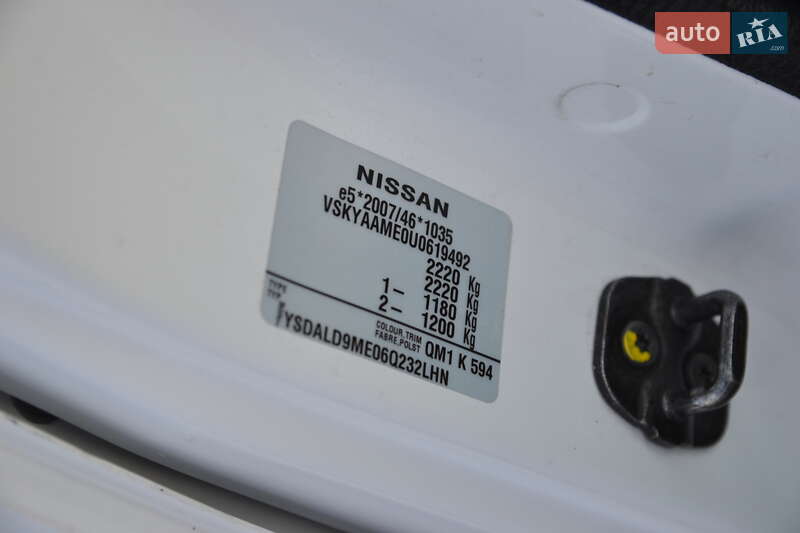 auto RIA.com
NISSAN
e5*2007/46*1035
VSKYAAME0U0619492
2220 Kg
1- 2220 Kg
2- 1180 Kg
1200 Kg
TYPE
TYP
COLOUR,TRIM
FABRE,POLST QM1 K 594
YSDALD9ME06Q232LHN